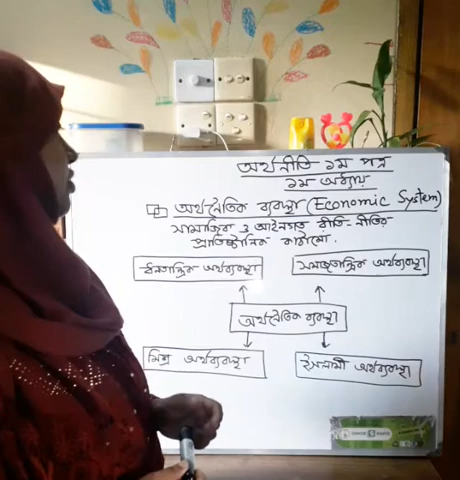 অর্থনীতি ১ম পত্র
১ম অধ্যায়
অর্থনৈতিক ব্যবস্থা (Economic System)
সামাজিক ও আইনগত রীতি-নীতির
প্রাতিষ্ঠানিক কাঠামো.
ধনতান্ত্রিক অর্থব্যবস্থা
সমাজতান্ত্রিক অর্থব্যবস্থা
অর্থনৈতিক ব্যবস্থা
মিশ্র অর্থব্যবস্থা
ইসলামী অর্থব্যবস্থা